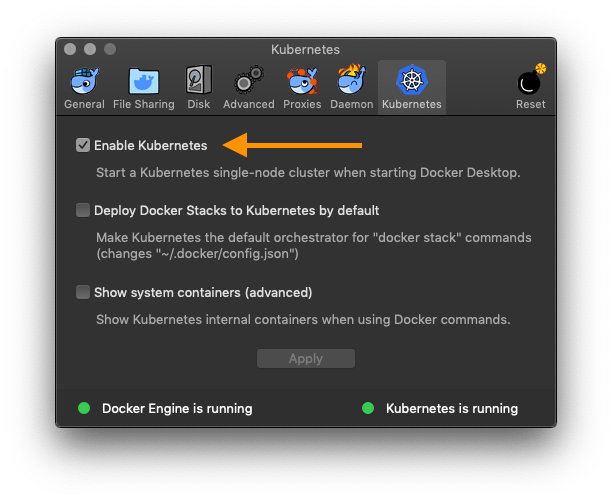 Kubernetes
General
File Sharing
Disk
Advanced
Proxies
Daemon
Kubernetes
Reset
Enable Kubernetes
Start a Kubernetes single-node cluster when starting Docker Desktop.
Deploy Docker Stacks to Kubernetes by default
Make Kubernetes the default orchestrator for "docker stack" commands
(changes "~/.docker/config.json")
Show system containers (advanced)
Show Kubernetes internal containers when using Docker commands.
Apply
Docker Engine is running
Kubernetes is running